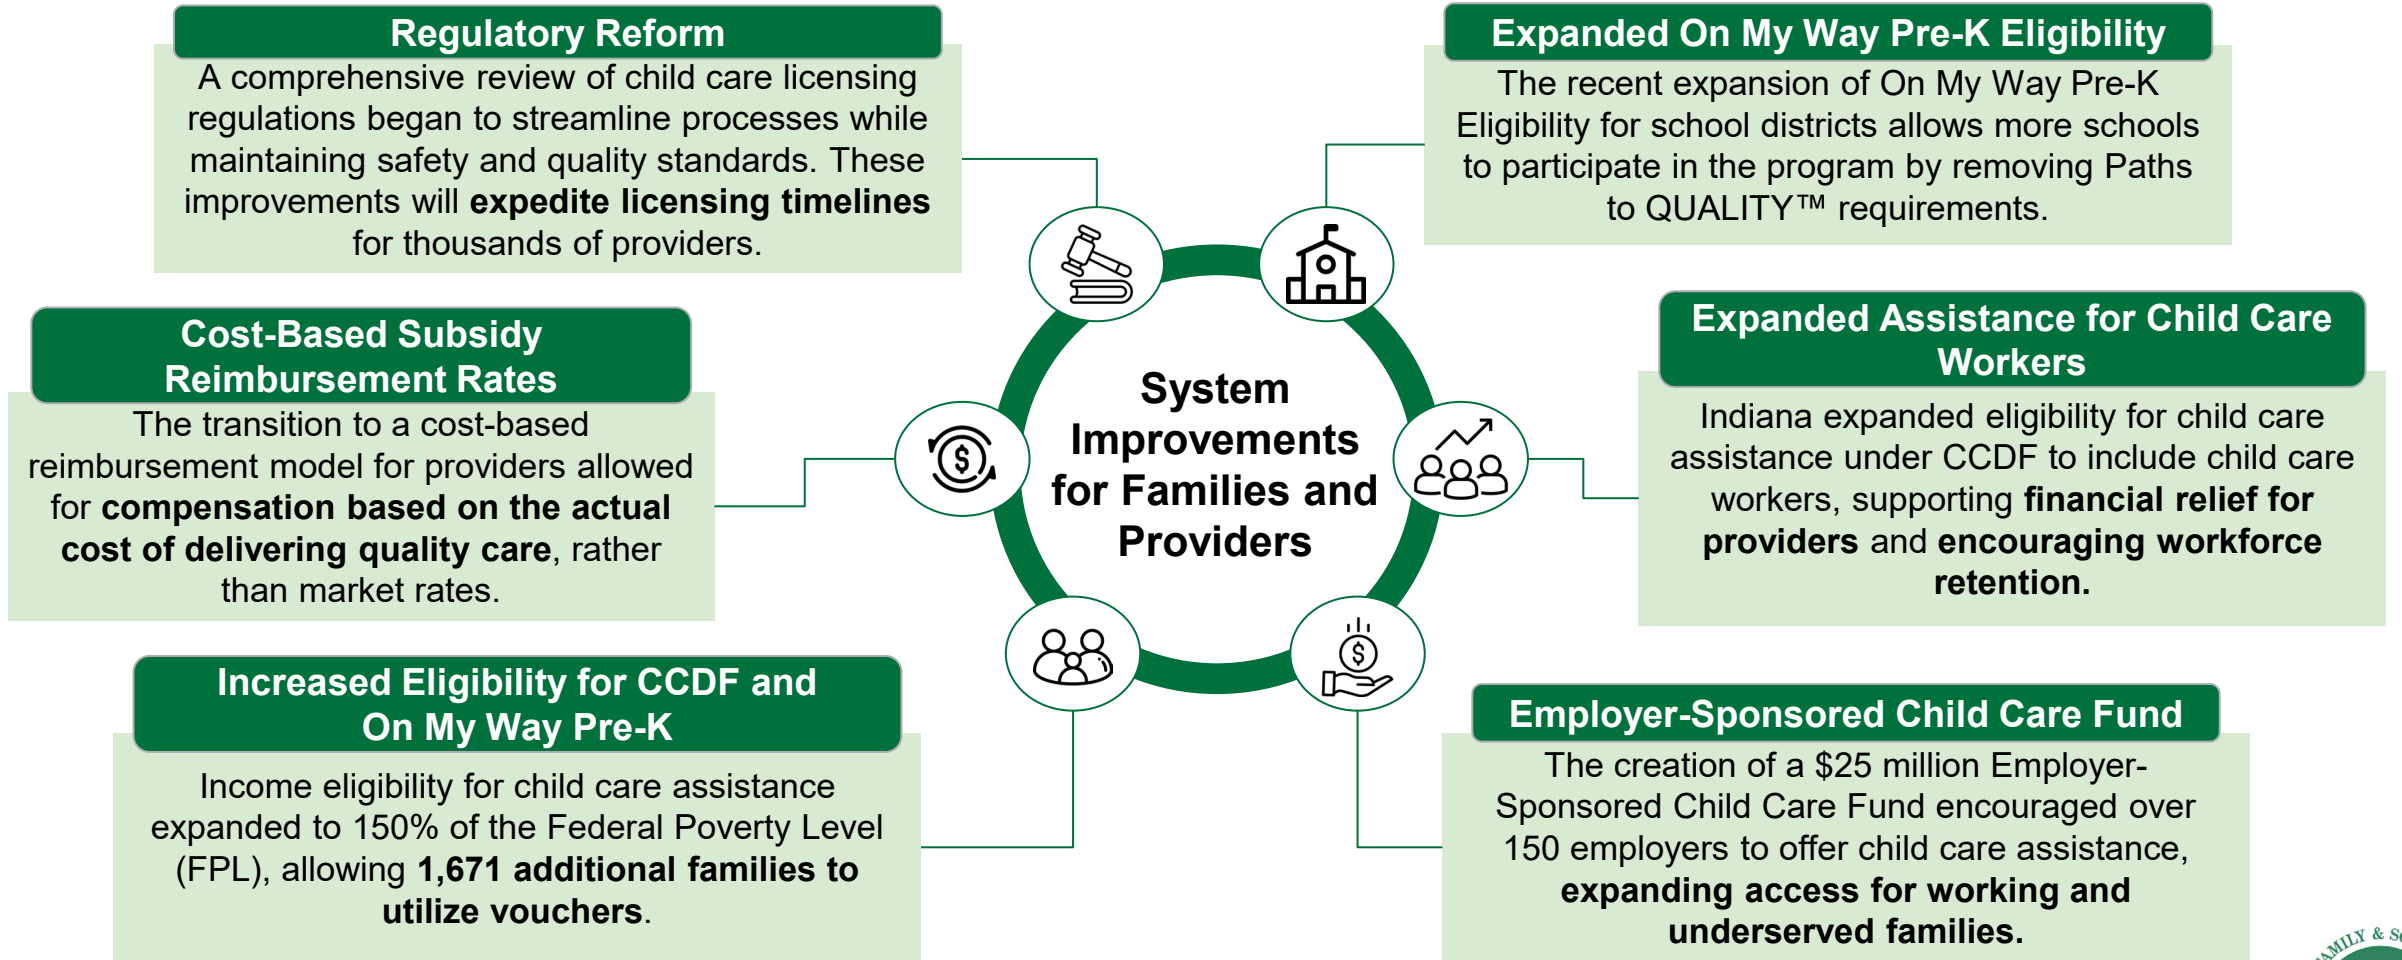 Regulatory Reform
A comprehensive review of child care licensing
regulations began to streamline processes while
maintaining safety and quality standards. These
improvements will expedite licensing timelines
for thousands of providers.
Expanded On My Way Pre-K Eligibility
The recent expansion of On My Way Pre-K
Eligibility for school districts allows more schools
to participate in the program by removing Paths
to QUALITY™ requirements.
Cost-Based Subsidy
Reimbursement Rates
The transition to a cost-based
reimbursement model for providers allowed
for compensation based on the actual
cost of delivering quality care, rather
than market rates.
System
Improvements
for Families and
Providers
Expanded Assistance for Child Care
Workers
Indiana expanded eligibility for child care
assistance under CCDF to include child care
workers, supporting financial relief for
providers and encouraging workforce
retention.
Increased Eligibility for CCDF and
On My Way Pre-K
Income eligibility for child care assistance
expanded to 150% of the Federal Poverty Level
(FPL), allowing 1,671 additional families to
utilize vouchers.
Employer-Sponsored Child Care Fund
The creation of a $25 million Employer-
Sponsored Child Care Fund encouraged over
150 employers to offer child care assistance,
expanding access for working and
underserved families.